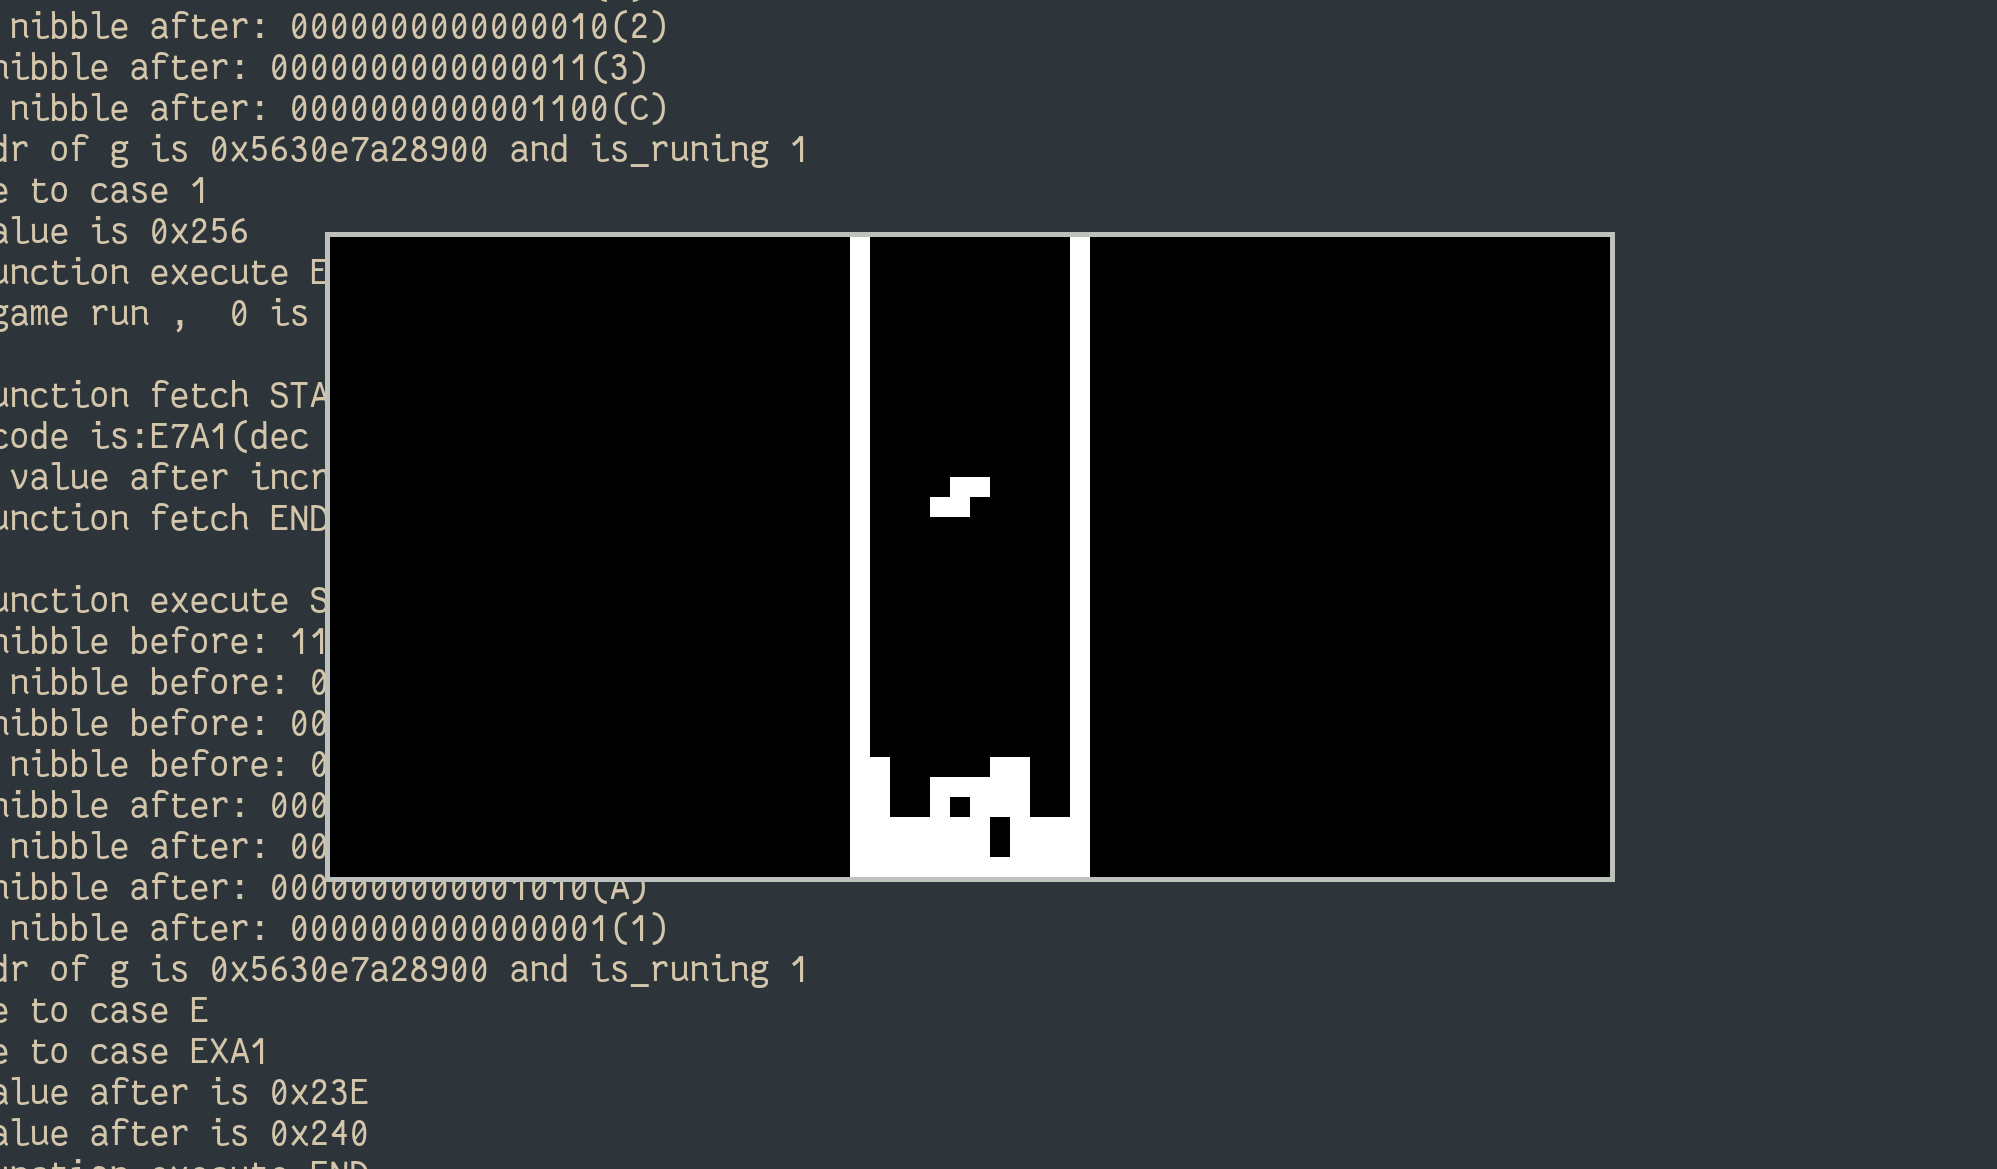 nibble after: 0000000000000010(2)
nibble after: 0000000000000011(3)
nibble after: 0000000000001100(C)
dr of g is 0x5630e7a28900 and is_runing 1
e to case 1
alue is 0x256
unction execute E
game run ,  0 is
unction fetch STA
code is:E7A1(dec
value after incr
unction fetch END
unction execute S
nibble before: 11
nibble before: 0
nibble before: 00
nibble before: 0
nibble after: 000
nibble after: 00
nibble after: 0000000000001010(A)
nibble after: 0000000000000001(1)
dr of g is 0x5630e7a28900 and is_runing 1
e to case E
e to case EXA1
alue after is 0x23E
alue after is 0x240
unction execute END